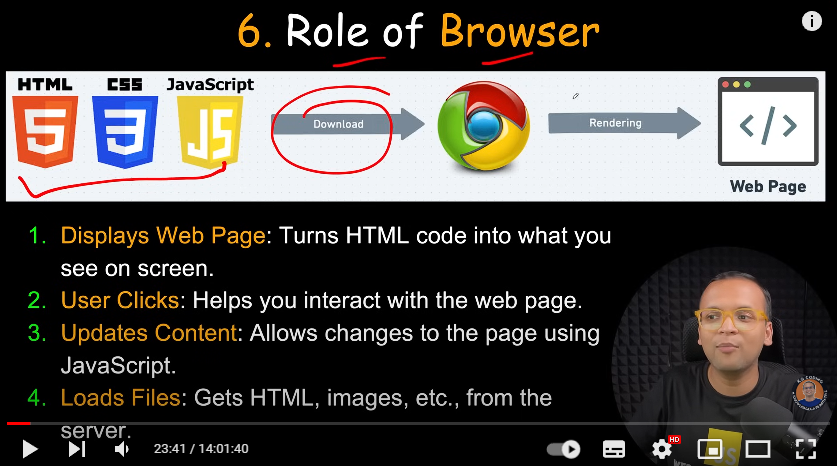 6. Role of Browser
HTML CSS JavaScript
JS
Download
Rendering
</>
Web Page
1. Displays Web Page: Turns HTML code into what you
see on screen.
2. User Clicks: Helps you interact with the web page.
3. Updates Content: Allows changes to the page using
JavaScript.
4. Loads Files: Gets HTML, images, etc., from the
server.
23:41 / 14:01:40
HD